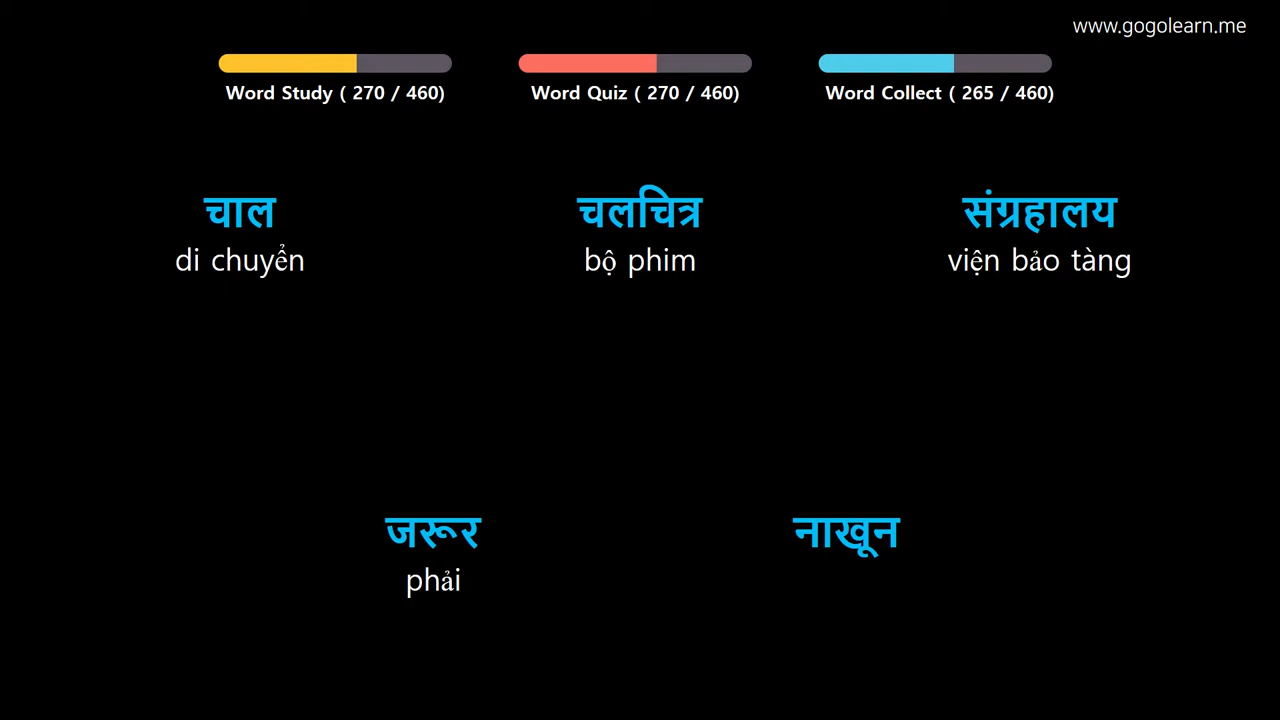 www.gogolearn.me
Word Study ( 270 / 460)
Word Quiz ( 270 / 460)
Word Collect ( 265 / 460)
चाल
di chuyển
चलचित्र
bộ phim
संग्रहालय
viện bảo tàng
जरूर
phải
नाखून